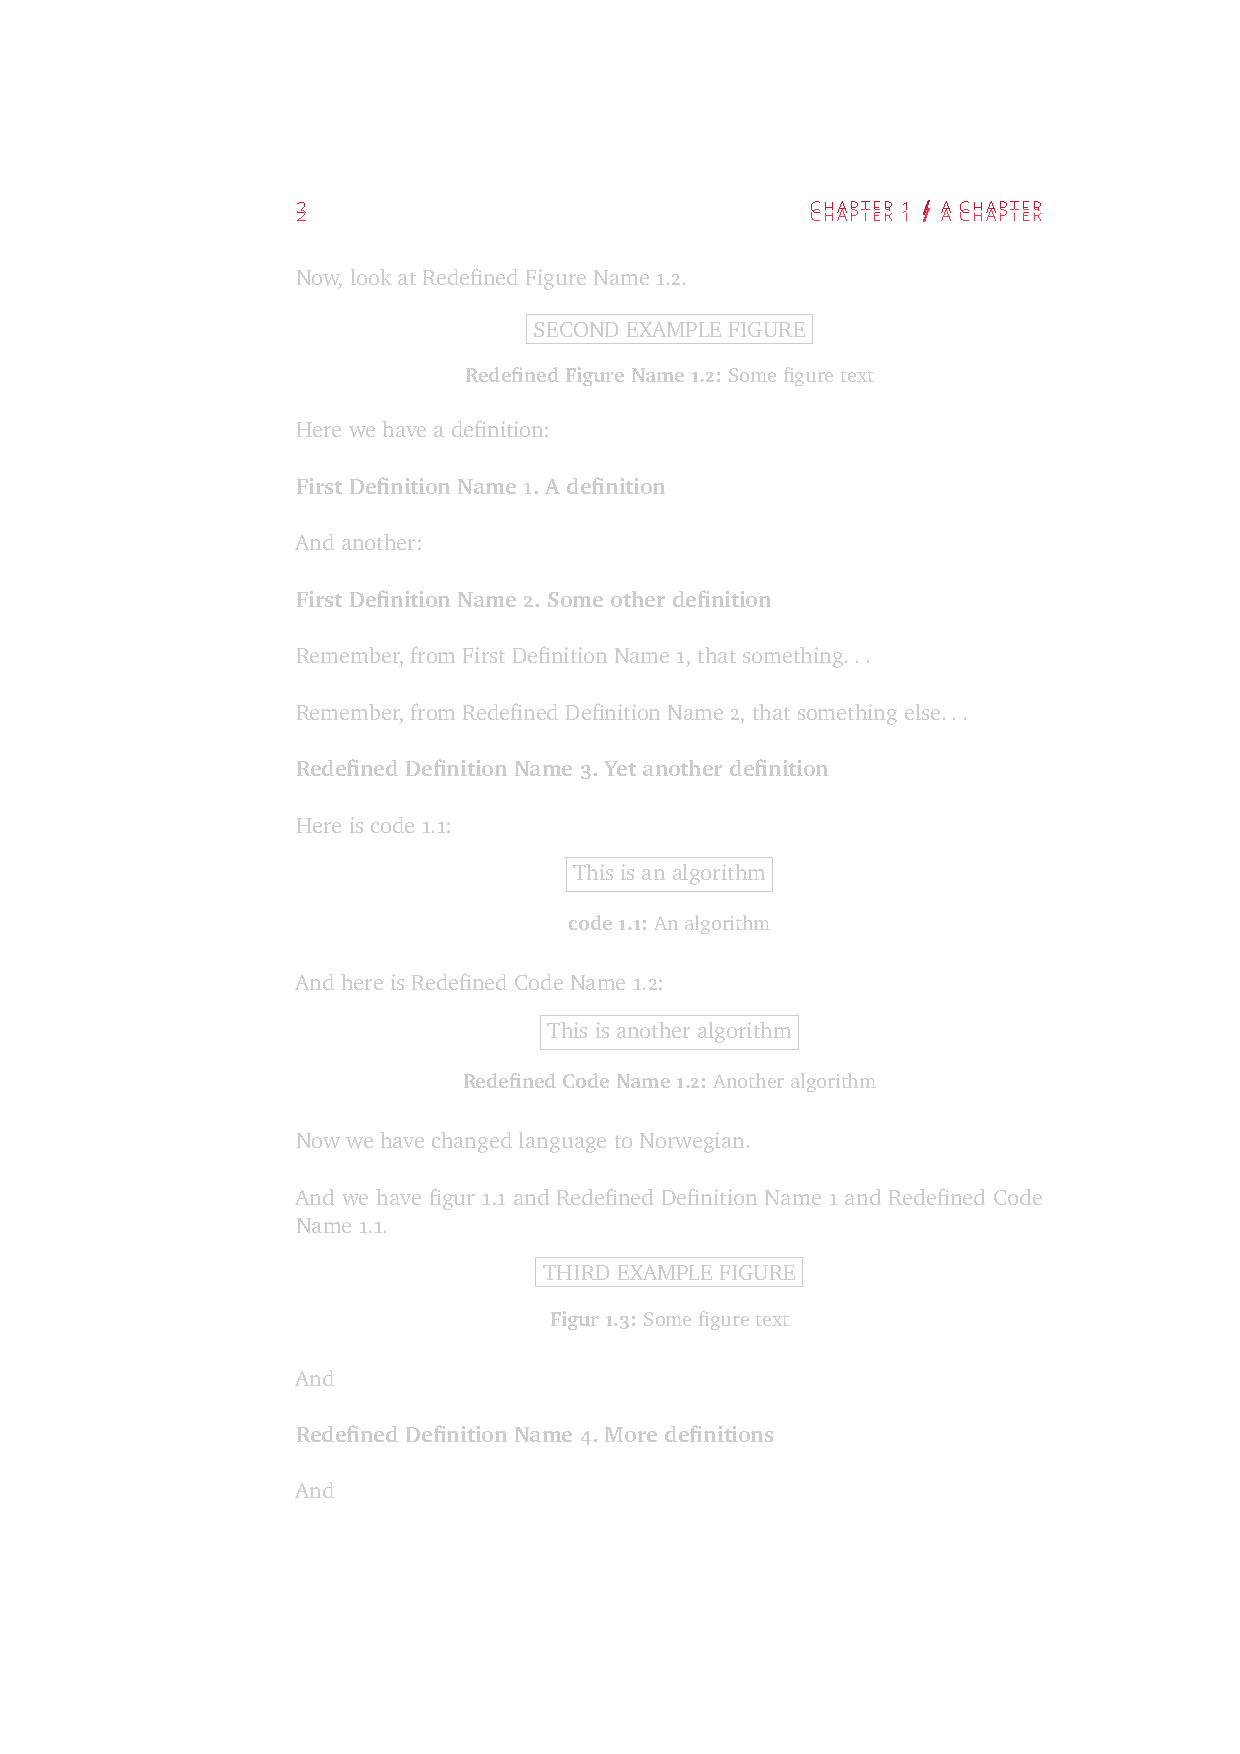 2 CHAPTER 1 / A CHAPTER
Now, look at Redefined Figure Name 1.2.
SECOND EXAMPLE FIGURE
Redefined Figure Name 1.2: Some figure text
Here we have a definition:
First Definition Name 1. A definition
And another:
First Definition Name 2. Some other definition
Remember, from First Definition Name 1, that something. . .
Remember, from Redefined Definition Name 2, that something else. . .
Redefined Definition Name 3. Yet another definition
Here is code 1.1:
This is an algorithm
code 1.1: An algorithm
And here is Redefined Code Name 1.2:
This is another algorithm
Redefined Code Name 1.2: Another algorithm
Now we have changed language to Norwegian.
And we have figur 1.1 and Redefined Definition Name 1 and Redefined Code
Name 1.1.
THIRD EXAMPLE FIGURE
Figur 1.3: Some figure text
And
Redefined Definition Name 4. More definitions
And